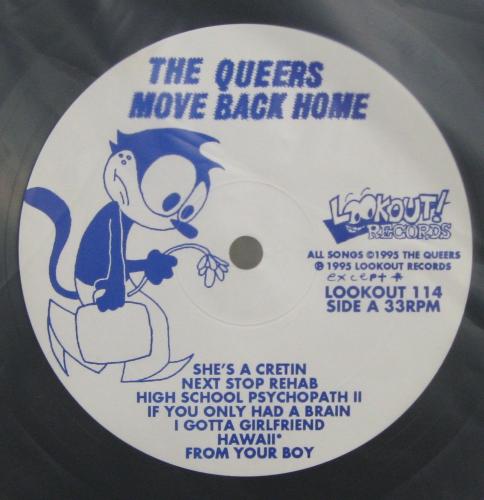 THE QUEERS
MOVE BACK HOME
LOOKOUT!
RECORDS
ALL SONGS ©1995 THE QUEERS
℗ 1995 LOOKOUT RECORDS
except *
LOOKOUT 114
SIDE A 33RPM
SHE'S A CRETIN
NEXT STOP REHAB
HIGH SCHOOL PSYCHOPATH II
IF YOU ONLY HAD A BRAIN
I GOTTA GIRLFRIEND
HAWAII*
FROM YOUR BOY